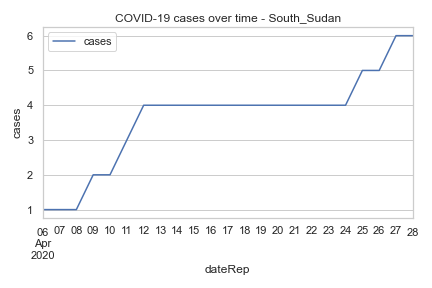 COVID-19 cases over time - South_Sudan
cases
6
5
4
3
2
1
cases
06 07 08 09 10 11 12 13 14 15 16 17 18 19 20 21 22 23 24 25 26 27 28
Apr
2020
dateRep